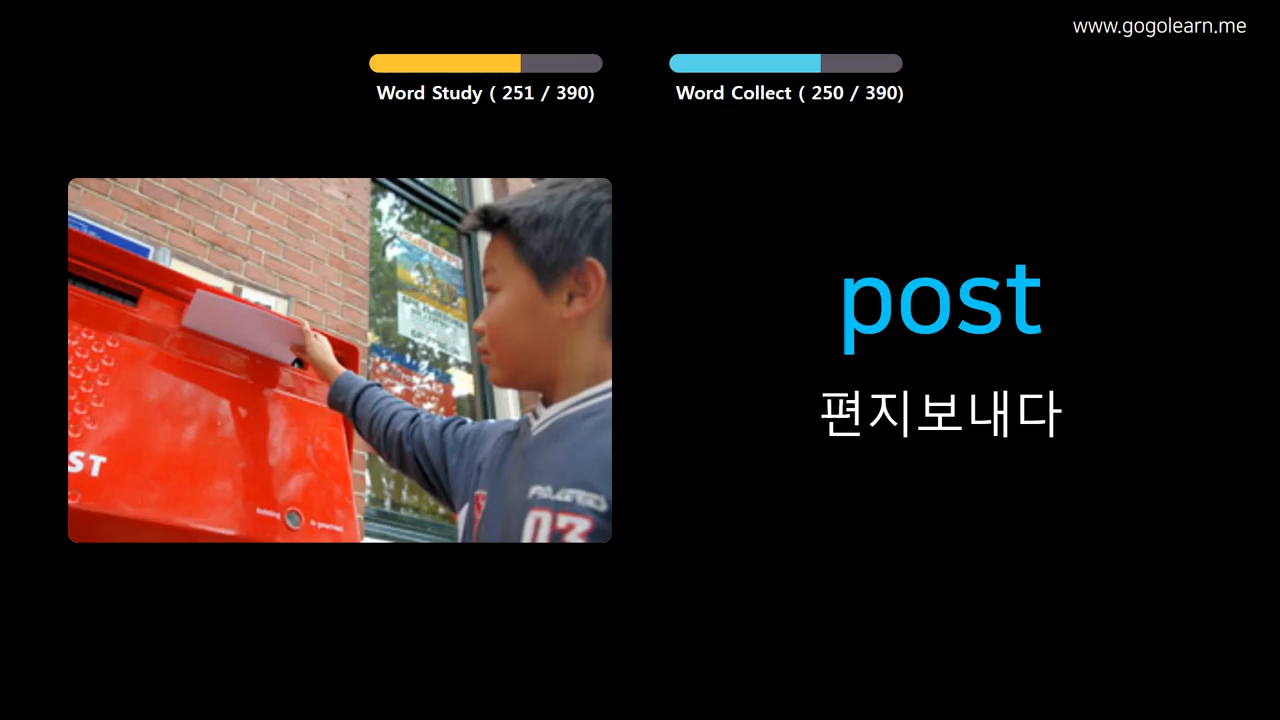 www.gogolearn.me
Word Study ( 251 / 390)
Word Collect ( 250 / 390)
post
편지보내다
ST
03